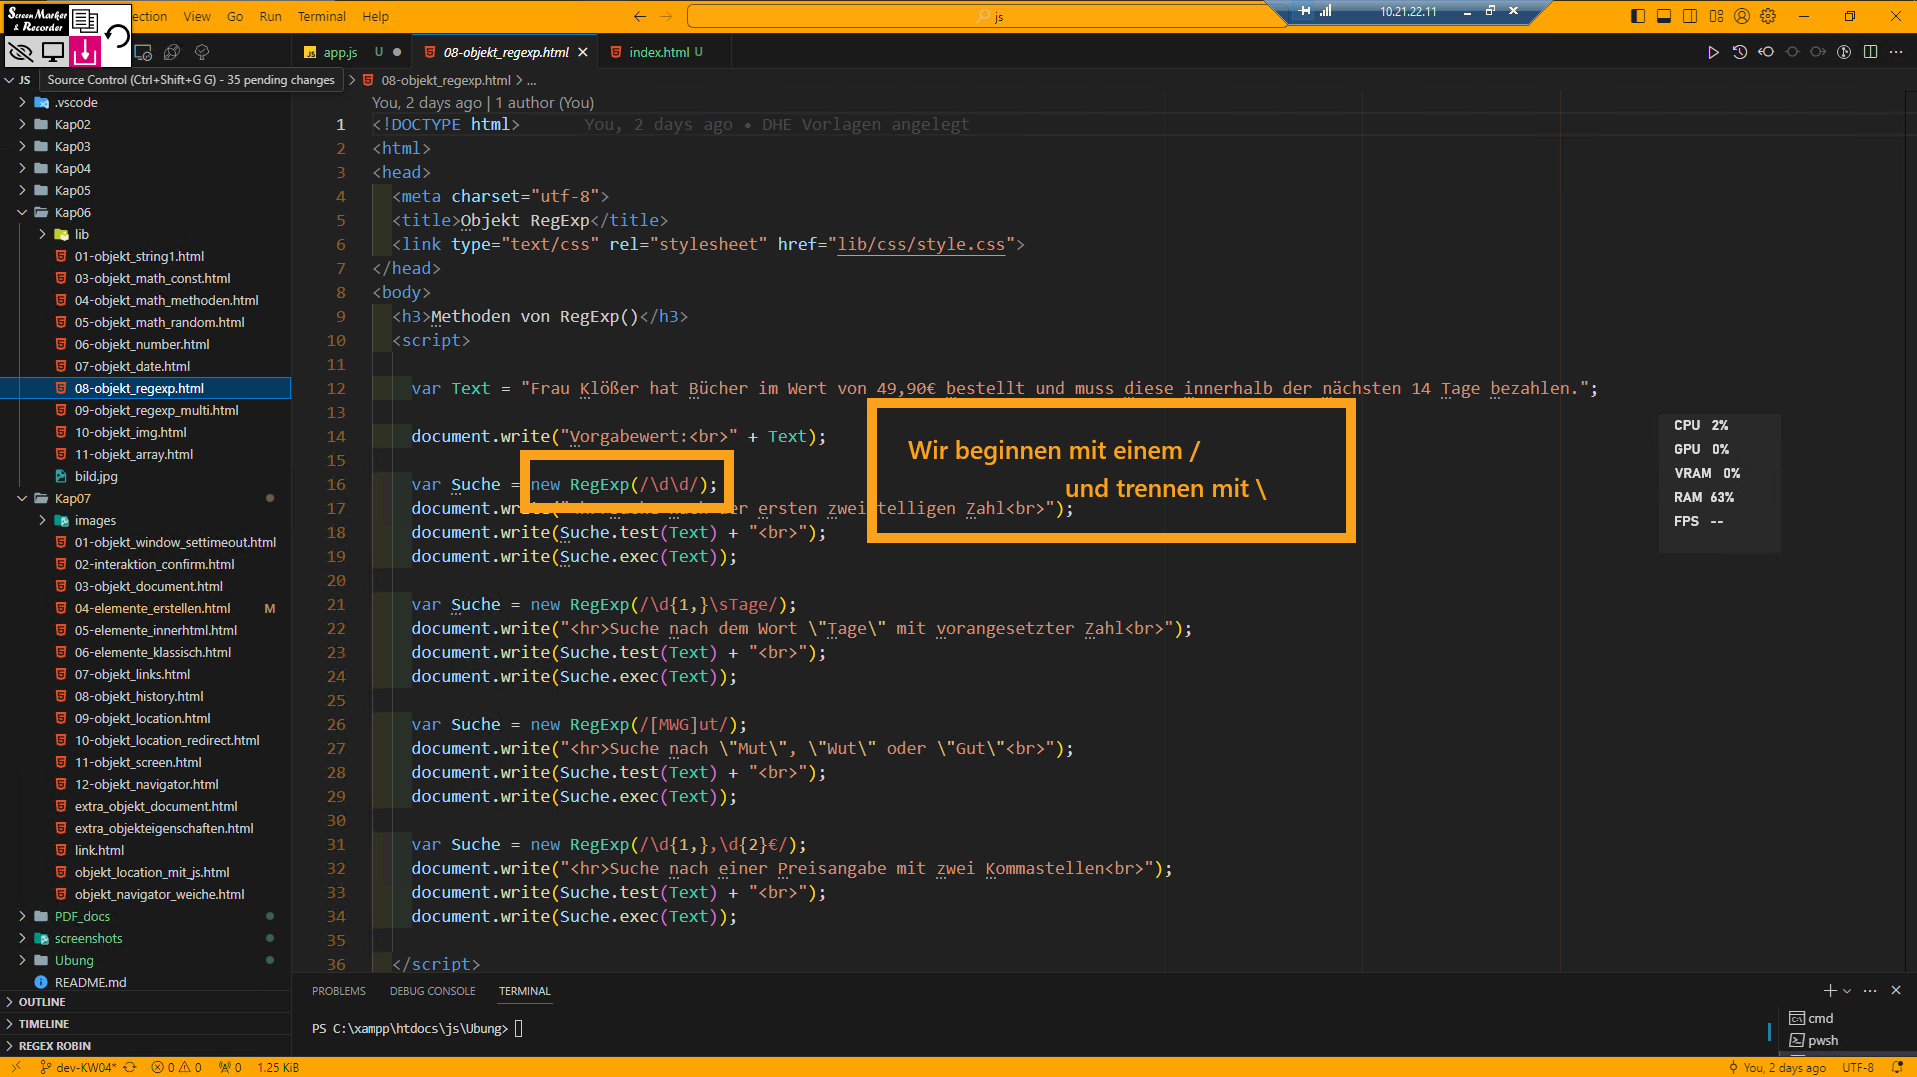 Screen Marker & Recorder
ection View Go Run Terminal Help
js
10.21.22.11
JS app.js U
08-objekt_regexp.html
index.html U
JS
Source Control (Ctrl+Shift+G G) - 35 pending changes
08-objekt_regexp.html > ...
.vscode
Kap02
Kap03
Kap04
Kap05
Kap06
lib
01-objekt_string1.html
03-objekt_math_const.html
04-objekt_math_methoden.html
05-objekt_math_random.html
06-objekt_number.html
07-objekt_date.html
08-objekt_regexp.html
09-objekt_regexp_multi.html
10-objekt_img.html
11-objekt_array.html
bild.jpg
Kap07
images
01-objekt_window_settimeout.html
02-interaktion_confirm.html
03-objekt_document.html
04-elemente_erstellen.html M
05-elemente_innerhtml.html
06-elemente_klassisch.html
07-objekt_links.html
08-objekt_history.html
09-objekt_location.html
10-objekt_location_redirect.html
11-objekt_screen.html
12-objekt_navigator.html
extra_objekt_document.html
extra_objekteigenschaften.html
link.html
objekt_location_mit_js.html
objekt_navigator_weiche.html
PDF_docs
screenshots
Ubung
README.md
OUTLINE
TIMELINE
REGEX ROBIN
You, 2 days ago | 1 author (You)
1 <!DOCTYPE html> You, 2 days ago • DHE Vorlagen angelegt
2 <html>
3 <head>
4 <meta charset="utf-8">
5 <title>Objekt RegExp</title>
6 <link type="text/css" rel="stylesheet" href="lib/css/style.css">
7 </head>
8 <body>
9 <h3>Methoden von RegExp()</h3>
10 <script>
11
12 var Text = "Frau Klößer hat Bücher im Wert von 49,90€ bestellt und muss diese innerhalb der nächsten 14 Tage bezahlen.";
13
14 document.write("Vorgabewert:<br>" + Text);
15
16 var Suche = new RegExp(/\d\d/);
17 document.write( der ersten zweistelligen Zahl<br>");
18 document.write(Suche.test(Text) + "<br>");
19 document.write(Suche.exec(Text));
20
21 var Suche = new RegExp(/\d{1,}\sTage/);
22 document.write("<hr>Suche nach dem Wort \"Tage\" mit vorangesetzter Zahl<br>");
23 document.write(Suche.test(Text) + "<br>");
24 document.write(Suche.exec(Text));
25
26 var Suche = new RegExp(/[MWG]ut/);
27 document.write("<hr>Suche nach \"Mut\", \"Wut\" oder \"Gut\"<br>");
28 document.write(Suche.test(Text) + "<br>");
29 document.write(Suche.exec(Text));
30
31 var Suche = new RegExp(/\d{1,},\d{2}€/);
32 document.write("<hr>Suche nach einer Preisangabe mit zwei Kommastellen<br>");
33 document.write(Suche.test(Text) + "<br>");
34 document.write(Suche.exec(Text));
35
36 </script>
Wir beginnen mit einem /
und trennen mit \
CPU 2%
GPU 0%
VRAM 0%
RAM 63%
FPS --
PROBLEMS DEBUG CONSOLE TERMINAL
PS C:\xampp\htdocs\js\Ubung>
cmd
pwsh
dev-KW04* 0 0 0 1.25 KiB
You, 2 days ago UTF-8